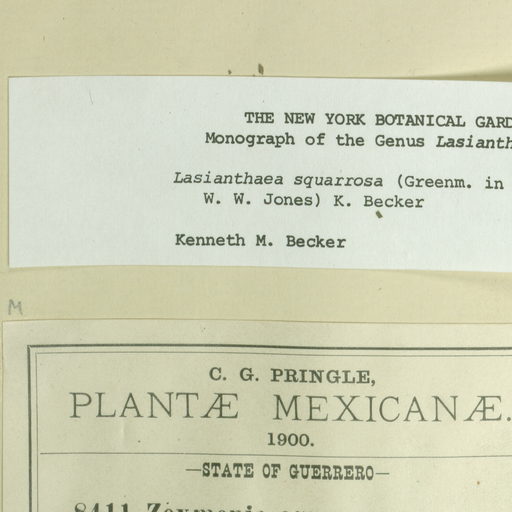 THE NEW YORK BOTANICAL GARD
Monograph of the Genus Lasianth
Lasianthaea squarrosa (Greenm. in
W. W. Jones) K. Becker
Kenneth M. Becker
M
C. G. PRINGLE,
PLANTÆ MEXICANÆ.
1900.
—STATE OF GUERRERO—
8411